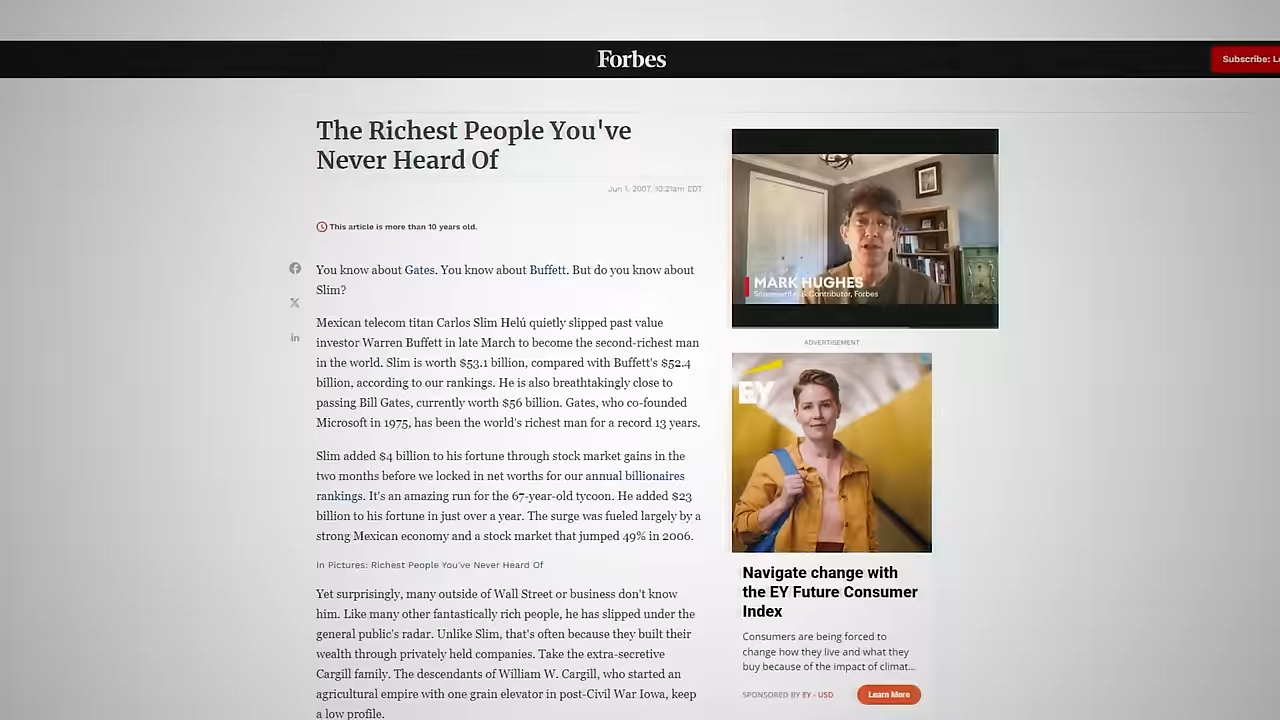 Forbes
Subscribe: L
The Richest People You've
Never Heard Of
Jun 1, 2007, 10:21am EDT
This article is more than 10 years old.
You know about Gates. You know about Buffett. But do you know about
Slim?
Mexican telecom titan Carlos Slim Helú quietly slipped past value
investor Warren Buffett in late March to become the second-richest man
in the world. Slim is worth $53.1 billion, compared with Buffett's $52.4
billion, according to our rankings. He is also breathtakingly close to
passing Bill Gates, currently worth $56 billion. Gates, who co-founded
Microsoft in 1975, has been the world's richest man for a record 13 years.
Slim added $4 billion to his fortune through stock market gains in the
two months before we locked in net worths for our annual billionaires
rankings. It's an amazing run for the 67-year-old tycoon. He added $23
billion to his fortune in just over a year. The surge was fueled largely by a
strong Mexican economy and a stock market that jumped 49% in 2006.
In Pictures: Richest People You've Never Heard Of
Yet surprisingly, many outside of Wall Street or business don't know
him. Like many other fantastically rich people, he has slipped under the
general public's radar. Unlike Slim, that's often because they built their
wealth through privately held companies. Take the extra-secretive
Cargill family. The descendants of William W. Cargill, who started an
agricultural empire with one grain elevator in post-Civil War Iowa, keep
a low profile.
MARK HUGHES
Screenwriter & Contributor, Forbes
ADVERTISEMENT
EY
Navigate change with
the EY Future Consumer
Index
Consumers are being forced to
change how they live and what they
buy because of the impact of climat...
SPONSORED BY EY - USD
Learn More